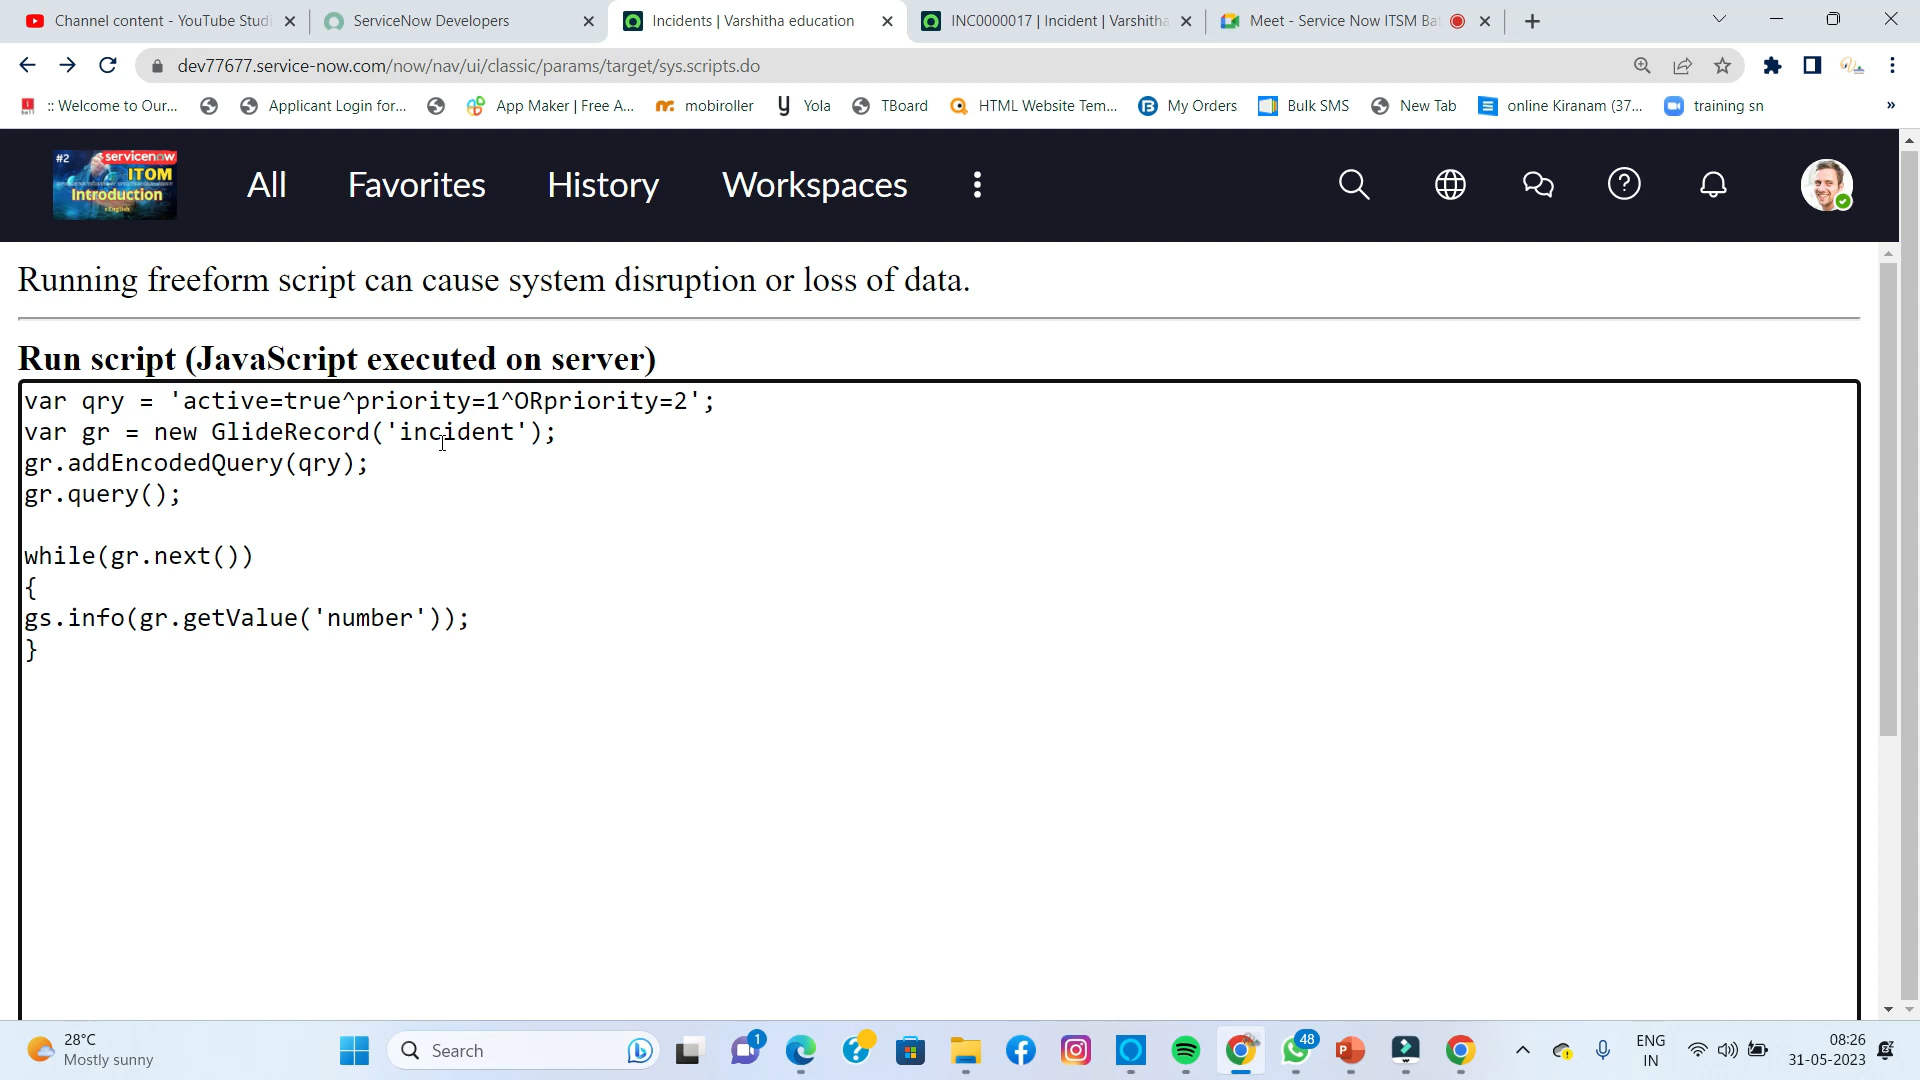 Channel content - YouTube Studi
ServiceNow Developers
Incidents | Varshitha education
INC0000017 | Incident | Varshitha
Meet - Service Now ITSM Ba
dev77677.service-now.com/now/nav/ui/classic/params/target/sys.scripts.do
:: Welcome to Our...
Applicant Login for...
App Maker | Free A...
mobiroller
Yola
TBoard
HTML Website Tem...
My Orders
Bulk SMS
New Tab
online Kiranam (37...
training sn
»
#2 servicenow
ITOM
Introduction
English
All
Favorites
History
Workspaces
Running freeform script can cause system disruption or loss of data.
Run script (JavaScript executed on server)
var qry = 'active=true^priority=1^ORpriority=2';
var gr = new GlideRecord('incident');
gr.addEncodedQuery(qry);
gr.query();
while(gr.next())
{
gs.info(gr.getValue('number'));
}
28°C
Mostly sunny
Search
1
48
ENG
IN
08:26
31-05-2023